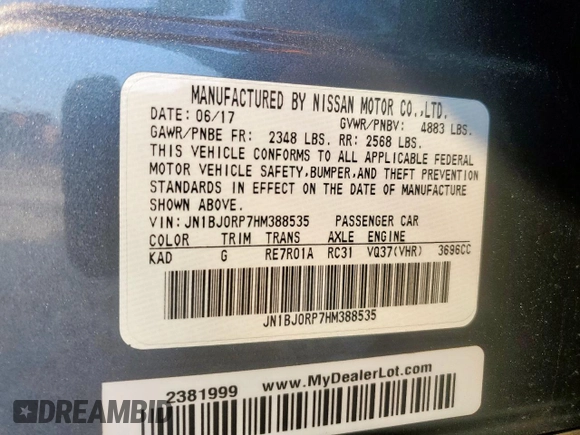 MANUFACTURED BY NISSAN MOTOR CO.,LTD.
DATE: 06/17 GVWR/PNBV: 4883 LBS.
GAWR/PNBE FR: 2348 LBS. RR: 2568 LBS.
THIS VEHICLE CONFORMS TO ALL APPLICABLE FEDERAL
MOTOR VEHICLE SAFETY,BUMPER,AND THEFT PREVENTION
STANDARDS IN EFFECT ON THE DATE OF MANUFACTURE
SHOWN ABOVE.
VIN:JN1BJ0RP7HM388535 PASSENGER CAR
COLOR TRIM TRANS AXLE ENGINE
KAD G RE7R01A RC31 VQ37(VHR) 3696CC
JN1BJ0RP7HM388535
2381999 www.MyDealerLot.com
DREAMBID